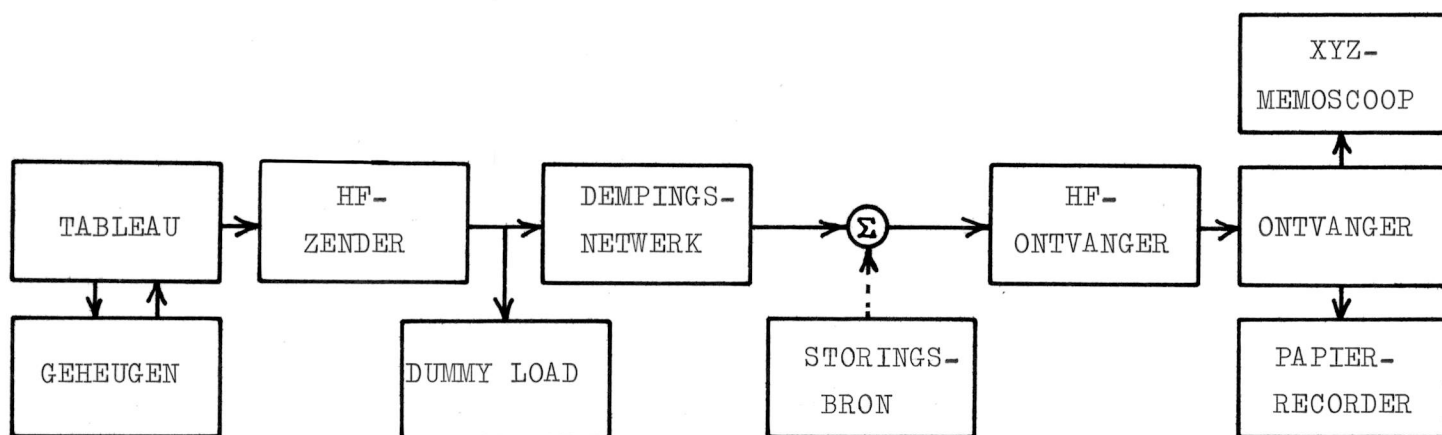 XYZ-
MEMOSCOOP
TABLEAU
HF-
ZENDER
DEMPINGS-
NETWERK
Σ
HF-
ONTVANGER
ONTVANGER
GEHEUGEN
DUMMY LOAD
STORINGS-
BRON
PAPIER-
RECORDER